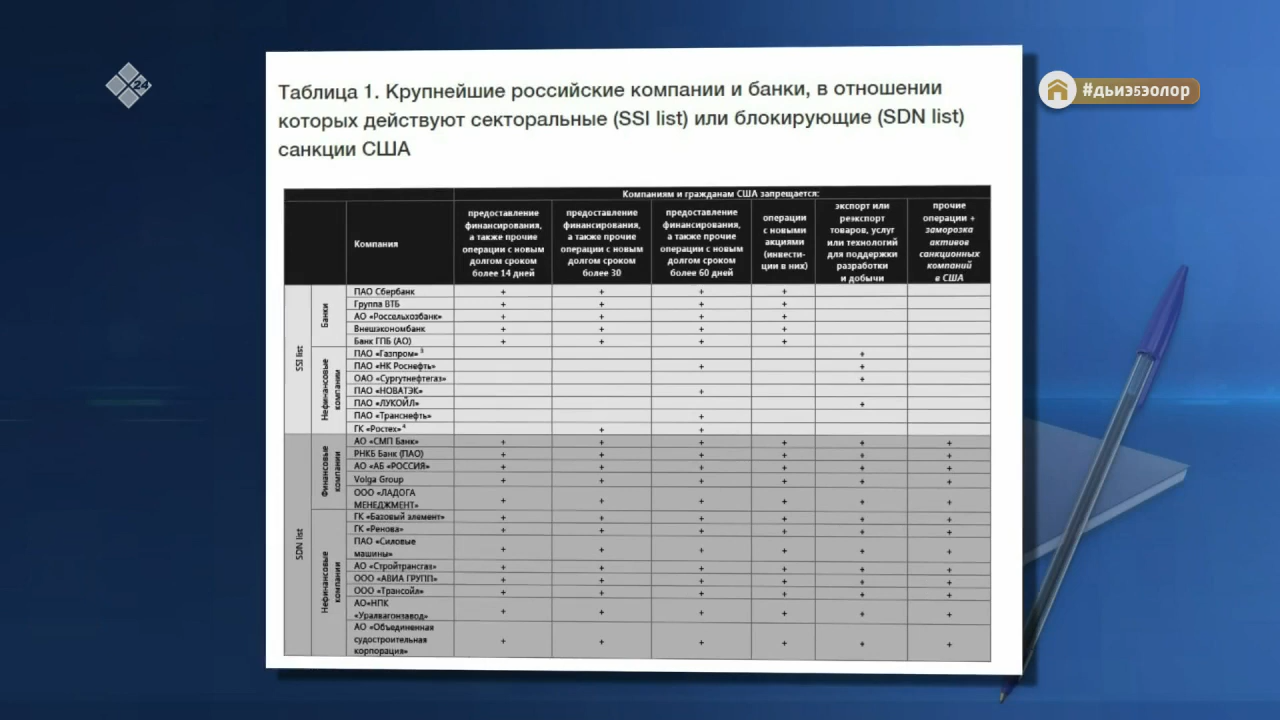 X24
#дьиэ5золор
Таблица 1. Крупнейшие российские компании и банки, в отношении
которых действуют секторальные (SSI list) или блокирующие (SDN list)
санкции США
Компаниям и гражданам США запрещается:
Компания
предоставление
финансирования,
а также прочие
операции с новым
долгом сроком
более 14 дней
предоставление
финансирования,
а также прочие
операции с новым
долгом сроком
более 30
предоставление
финансирования,
а также прочие
операции с новым
долгом сроком
более 60 дней
операции
с новыми
акциями
(инвести-
ции в них)
экспорт или
реэкспорт
товаров, услуг
или технологий
для поддержки
разработки
и добычи
прочие
операции +
заморозка
активов
санкционных
компаний
в США
SSI list
Банки
ПАО Сбербанк + + + +
Группа ВТБ + + + +
АО «Россельхозбанк» + + + +
Внешэкономбанк + + + +
Банк ГПБ (АО) + + + +
Нефинансовые
компании
ПАО «Газпром» 3 +
ПАО «НК Роснефть» + +
ОАО «Сургутнефтегаз» +
ПАО «НОВАТЭК» +
ПАО «ЛУКОЙЛ» +
ПАО «Транснефть» +
ГК «Ростех» 4 + +
SDN list
Финансовые
компании
АО «СМП Банк» + + + + + +
РНКБ Банк (ПАО) + + + + + +
АО «АБ «РОССИЯ» + + + + + +
Volga Group + + + + + +
ООО «ЛАДОГА
МЕНЕДЖМЕНТ» + + + + + +
Нефинансовые
компании
ГК «Базовый элемент» + + + + + +
ГК «Ренова» + + + + + +
ПАО «Силовые
машины» + + + + + +
АО «Стройтрансгаз» + + + + + +
ООО «АВИА ГРУПП» + + + + + +
ООО «Трансойл» + + + + + +
АО«НПК
«Уралвагонзавод» + + + + + +
АО «Объединенная
судостроительная
корпорация» + + + + + +